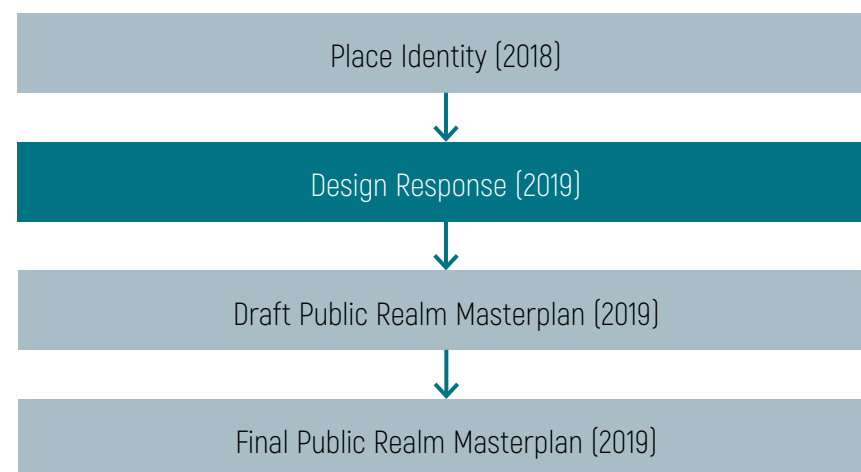 Place Identity (2018)
Design Response (2019)
Draft Public Realm Masterplan (2019)
Final Public Realm Masterplan (2019)